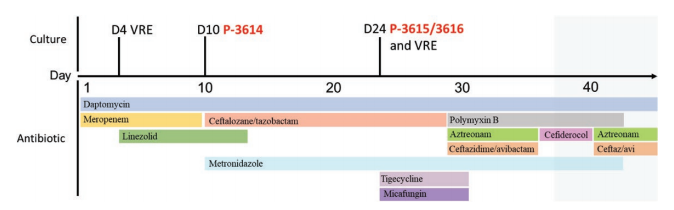 Culture
D4 VRE
D10 P-3614
D24 P-3615/3616
and VRE
Day
1
10
20
30
40
Antibiotic
Daptomycin
Meropenem
Ceftalozane/tazobactam
Polymyxin B
Linezolid
Aztreonam
Cefiderocol
Aztreonam
Ceftazidime/avibactam
Ceftaz/avi
Metronidazole
Tigecycline
Micafungin